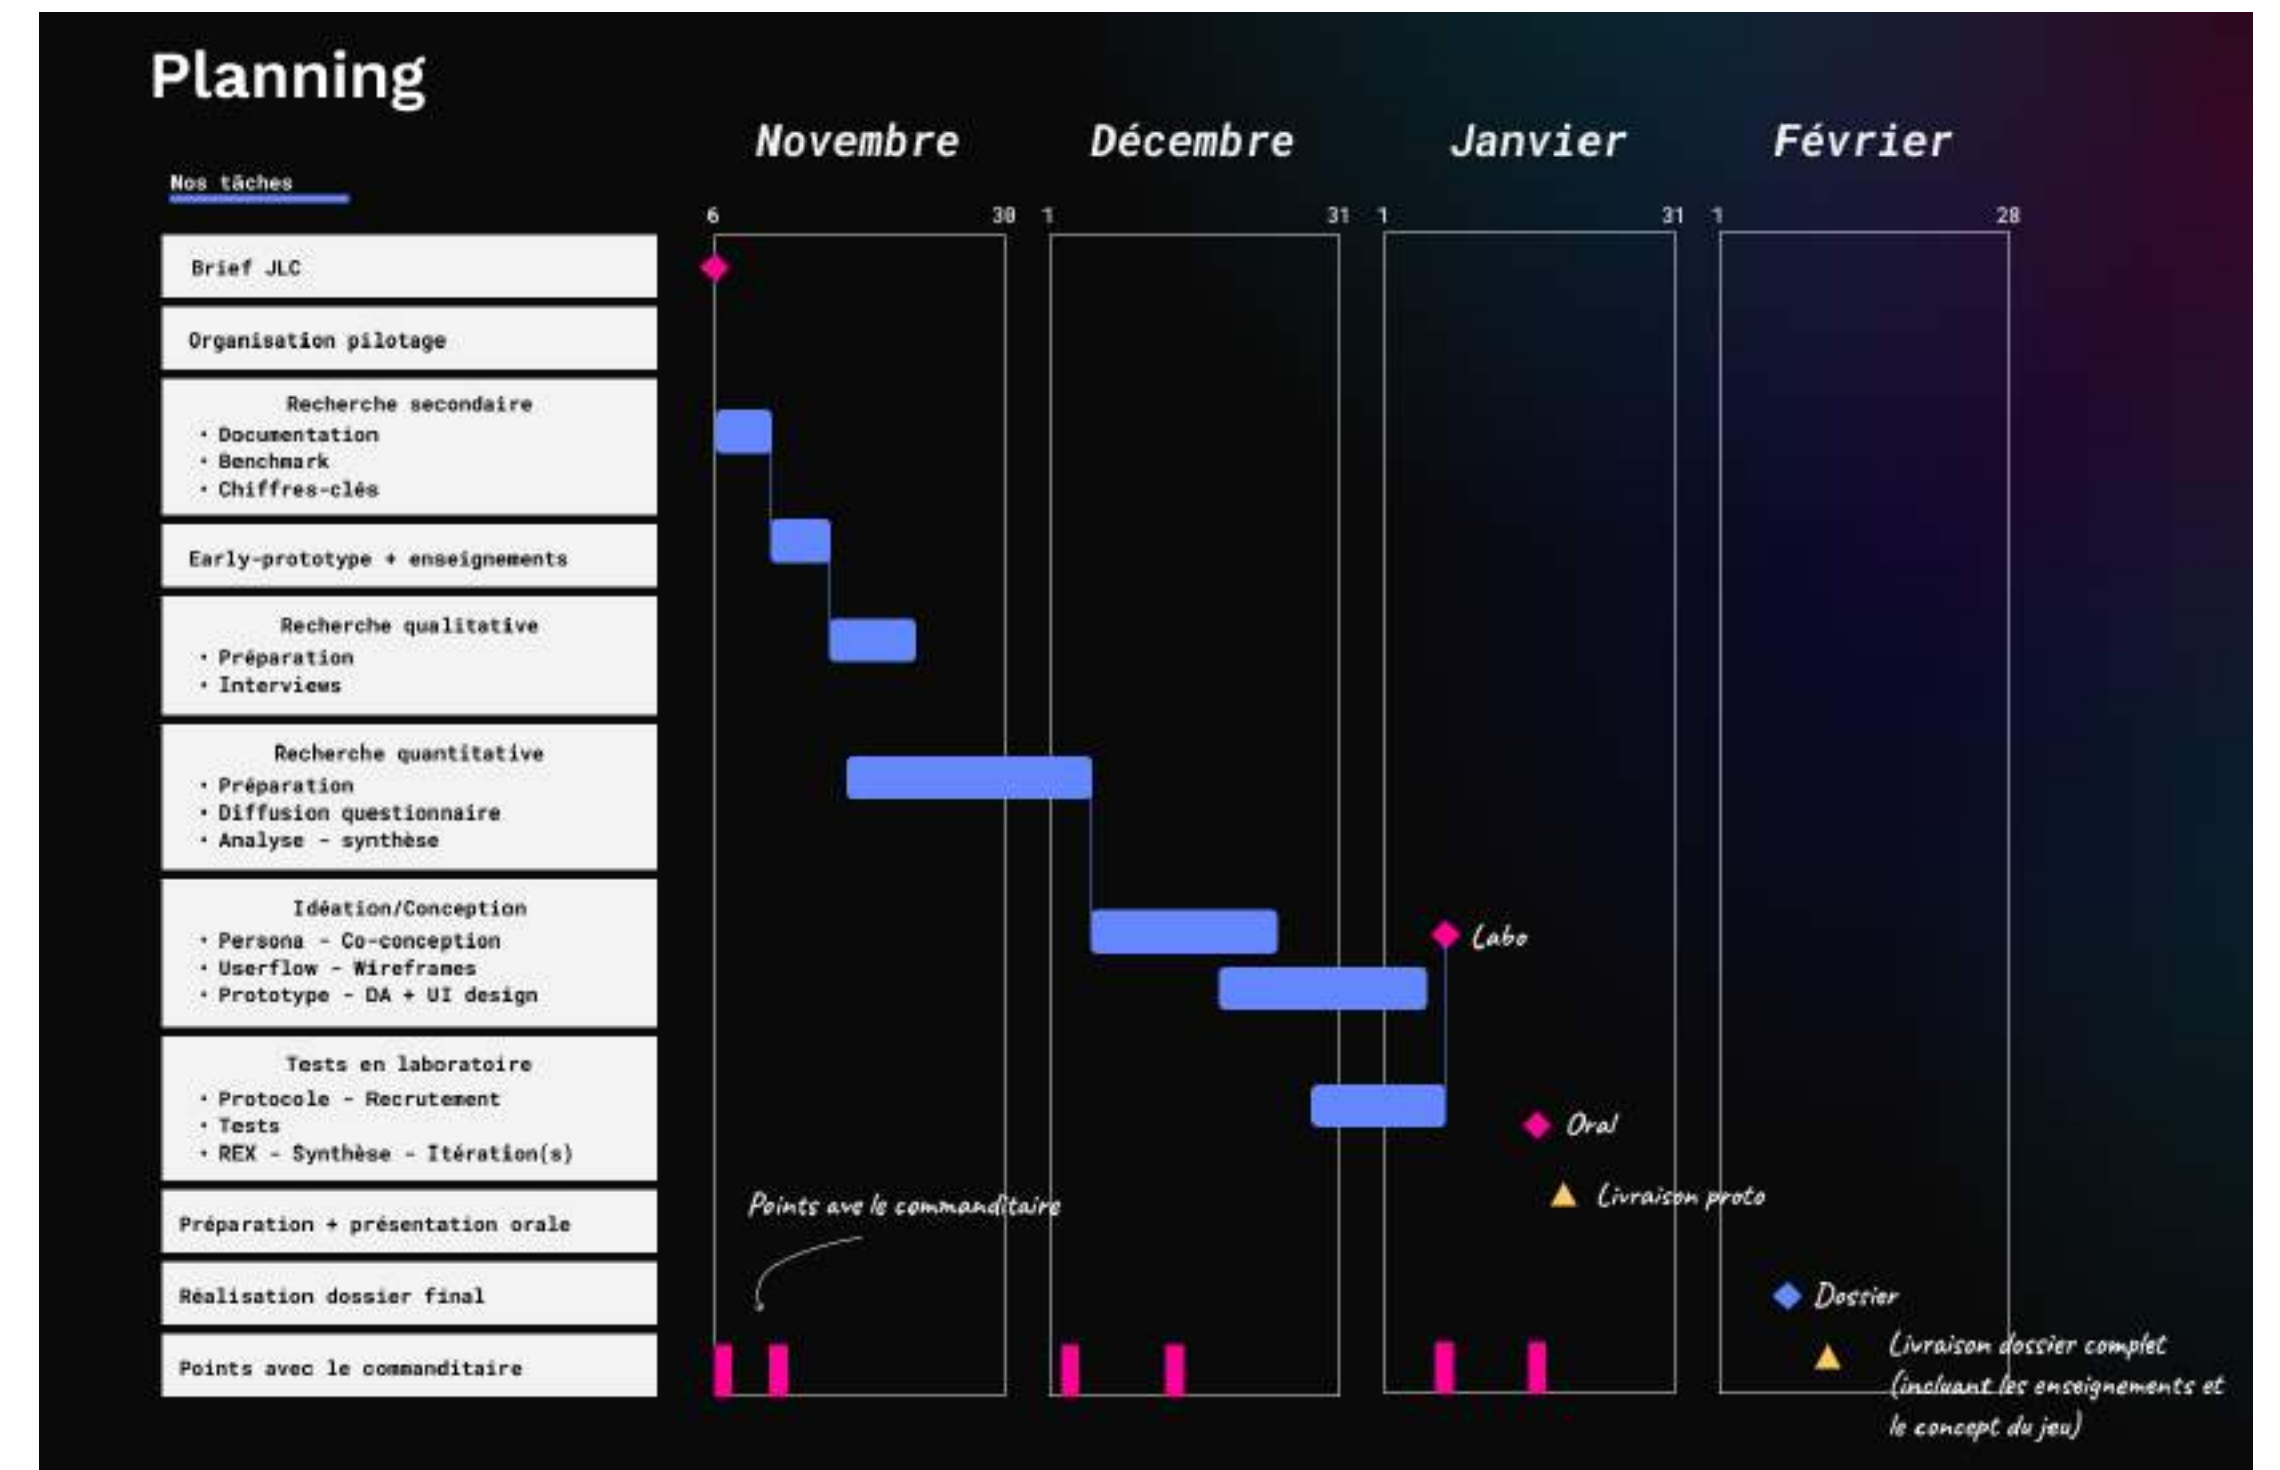 Planning
Novembre
Décembre
Janvier
Février
Nos tâches
6
30
1
31
1
31
1
28
Brief JLC
Organisation pilotage
Recherche secondaire
• Documentation
• Benchmark
• Chiffres-clés
Early-prototype + enseignements
Recherche qualitative
• Préparation
• Interviews
Recherche quantitative
• Préparation
• Diffusion questionnaire
• Analyse - synthèse
Idéation/Conception
• Persona - Co-conception
• Userflow - Wireframes
• Prototype - DA + UI design
Labo
Tests en laboratoire
• Protocole - Recrutement
• Tests
• REX - Synthèse - Itération(s)
Oral
Livraison proto
Points ave le commanditaire
Préparation + présentation orale
Réalisation dossier final
Dossier
Points avec le commanditaire
Livraison dossier complet
(incluant les enseignements et
le concept du jeu)